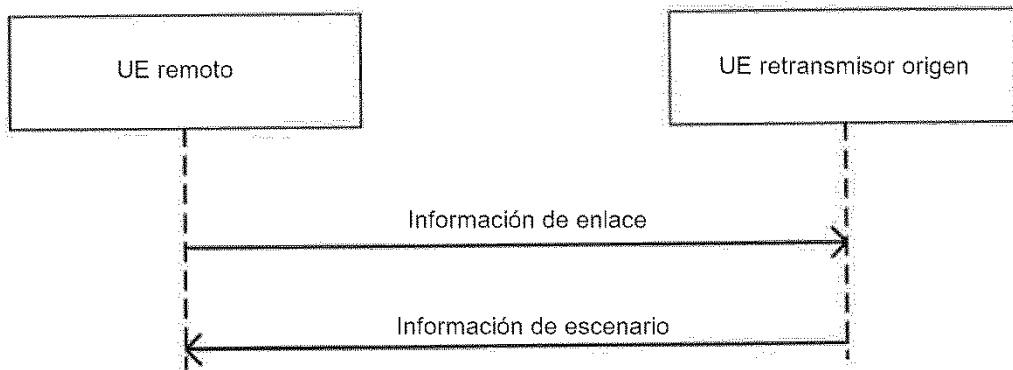 UE remoto
UE retransmisor origen
Información de enlace
Información de escenario